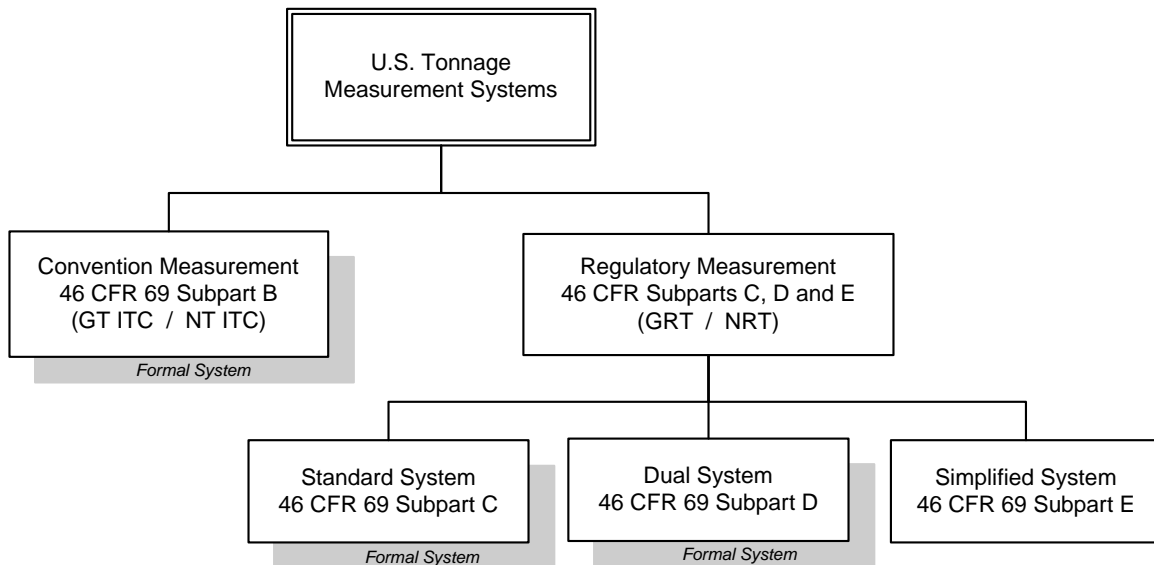 U.S. Tonnage
Measurement Systems
Convention Measurement
46 CFR 69 Subpart B
(GT ITC / NT ITC)
Formal System
Regulatory Measurement
46 CFR Subparts C, D and E
(GRT / NRT)
Standard System
46 CFR 69 Subpart C
Formal System
Dual System
46 CFR 69 Subpart D
Formal System
Simplified System
46 CFR 69 Subpart E